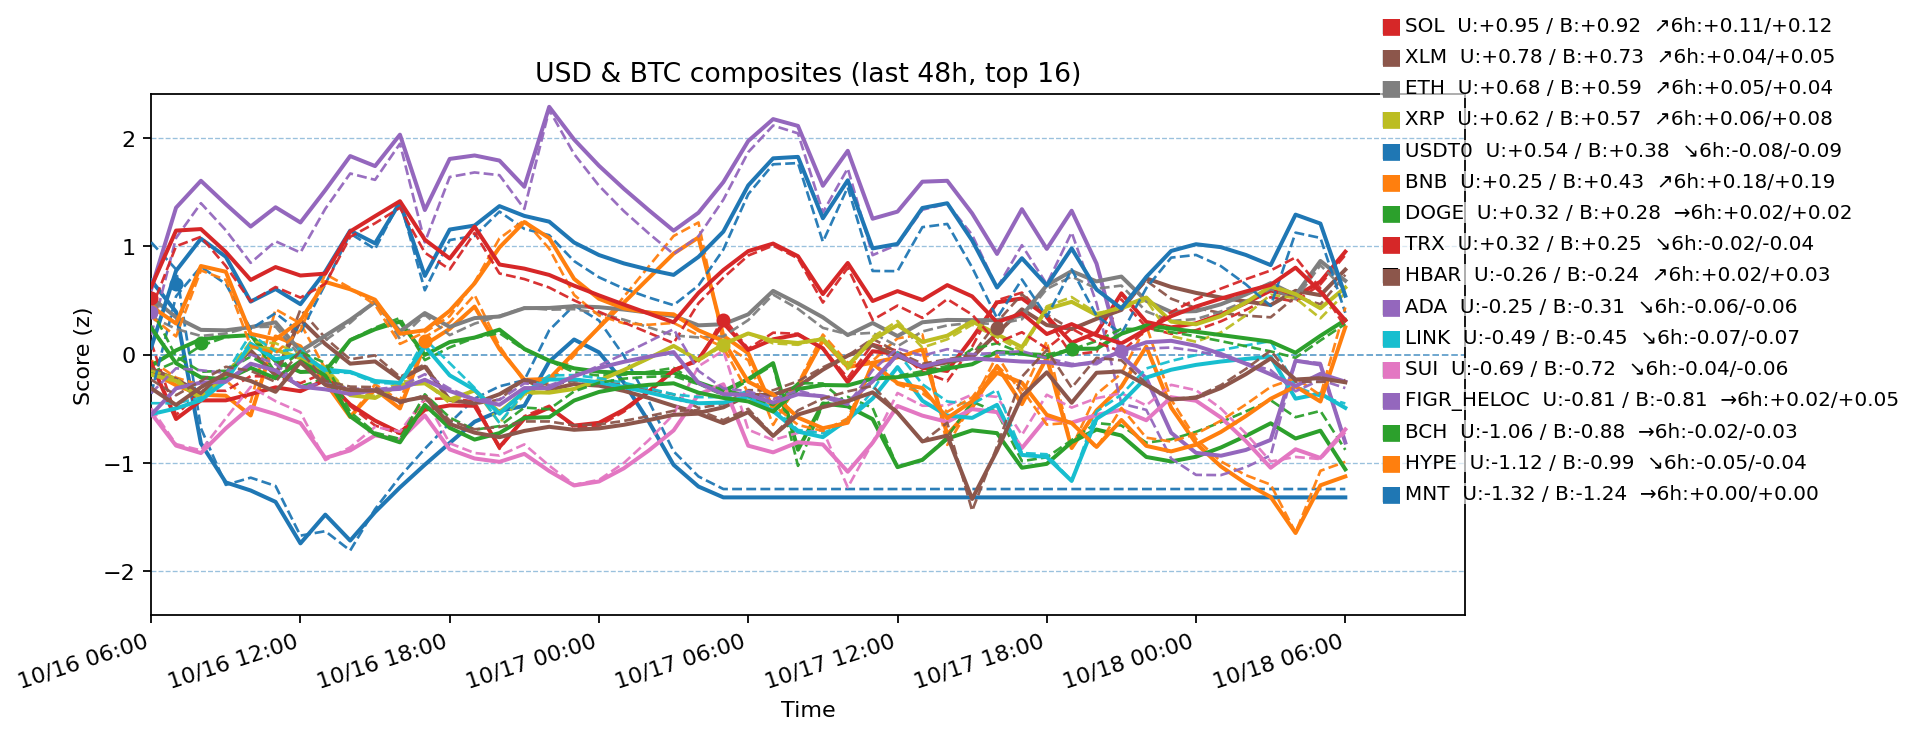 USD & BTC composites (last 48h, top 16)
SOL U:+0.95 / B:+0.92 ↗6h:+0.11/+0.12
XLM U:+0.78 / B:+0.73 ↗6h:+0.04/+0.05
ETH U:+0.68 / B:+0.59 ↗6h:+0.05/+0.04
XRP U:+0.62 / B:+0.57 ↗6h:+0.06/+0.08
USDT0 U:+0.54 / B:+0.38 ↘6h:-0.08/-0.09
BNB U:+0.25 / B:+0.43 ↗6h:+0.18/+0.19
DOGE U:+0.32 / B:+0.28 →6h:+0.02/+0.02
TRX U:+0.32 / B:+0.25 ↘6h:-0.02/-0.04
HBAR U:-0.26 / B:-0.24 ↗6h:+0.02/+0.03
ADA U:-0.25 / B:-0.31 ↘6h:-0.06/-0.06
LINK U:-0.49 / B:-0.45 ↘6h:-0.07/-0.07
SUI U:-0.69 / B:-0.72 ↘6h:-0.04/-0.06
FIGR_HELOC U:-0.81 / B:-0.81 →6h:+0.02/+0.05
BCH U:-1.06 / B:-0.88 →6h:-0.02/-0.03
HYPE U:-1.12 / B:-0.99 ↘6h:-0.05/-0.04
MNT U:-1.32 / B:-1.24 →6h:+0.00/+0.00
Score (z)
2
1
0
−1
−2
10/16 06:00
10/16 12:00
10/16 18:00
10/17 00:00
10/17 06:00
10/17 12:00
10/17 18:00
10/18 00:00
10/18 06:00
Time